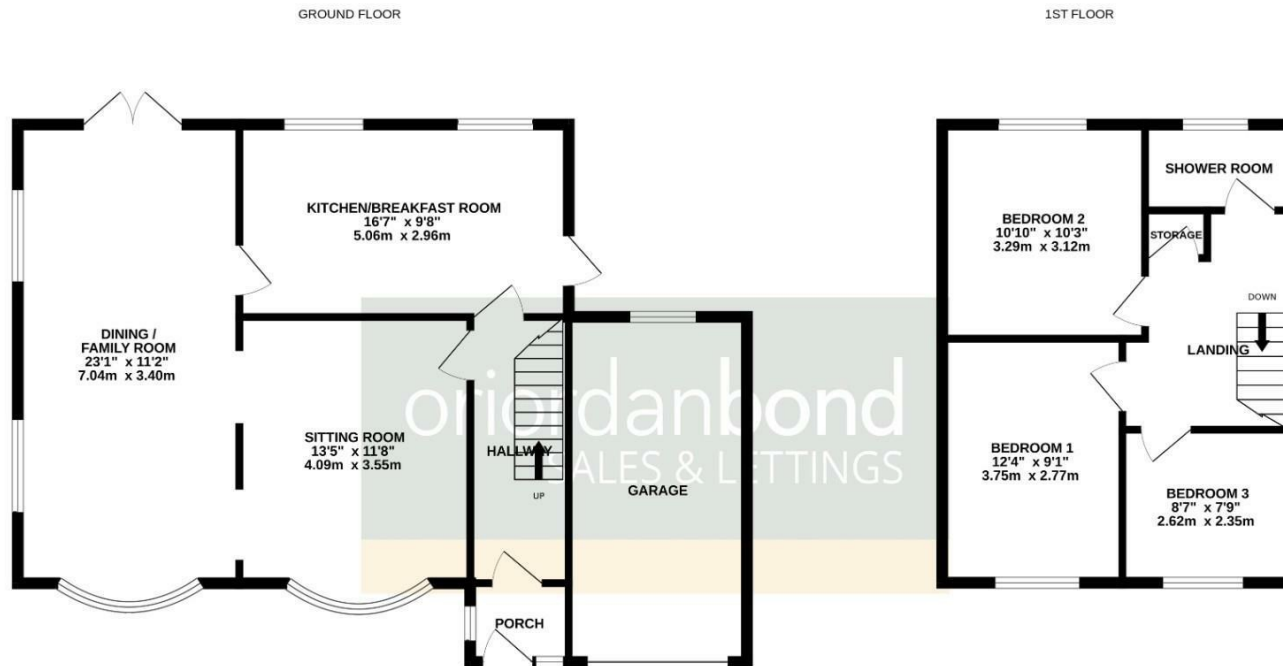 GROUND FLOOR
1ST FLOOR
KITCHEN/BREAKFAST ROOM
16'7" x 9'8"
5.06m x 2.96m
DINING /
FAMILY ROOM
23'1" x 11'2"
7.04m x 3.40m
SITTING ROOM
13'5" x 11'8"
4.09m x 3.55m
HALLWAY
UP
GARAGE
PORCH
oriordanbond
SALES & LETTINGS
SHOWER ROOM
BEDROOM 2
10'10" x 10'3"
3.29m x 3.12m
STORAGE
DOWN
LANDING
BEDROOM 1
12'4" x 9'1"
3.75m x 2.77m
BEDROOM 3
8'7" x 7'9"
2.62m x 2.35m